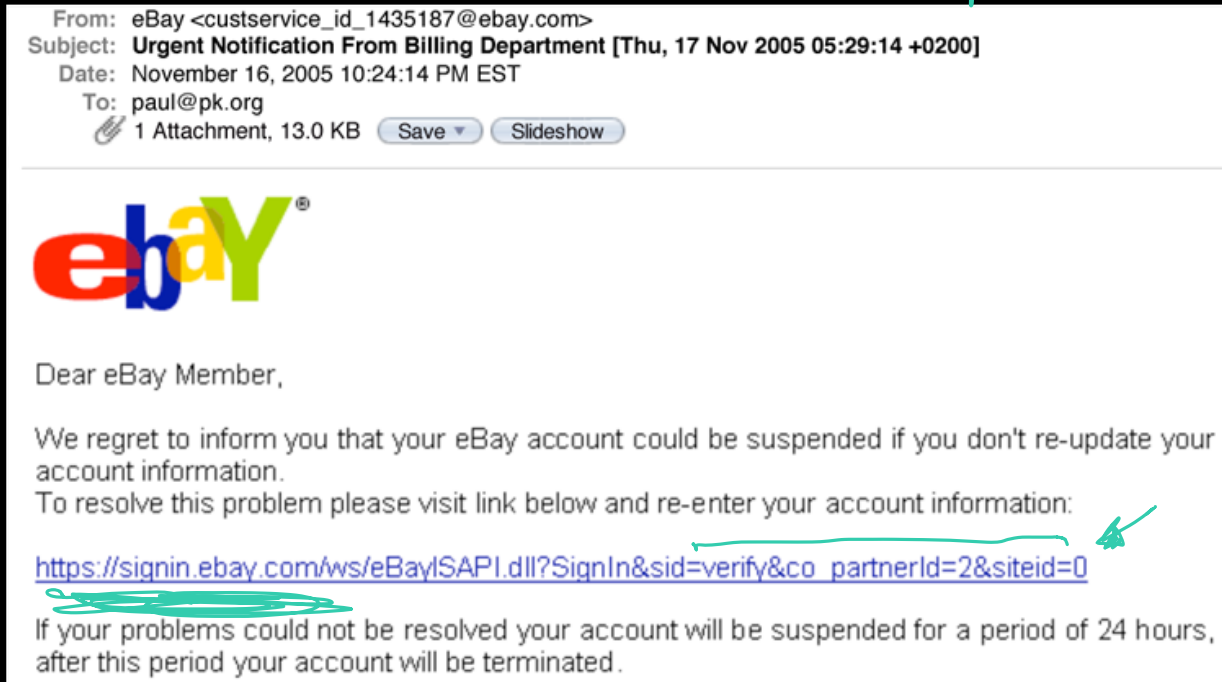 From: eBay <custservice_id_1435187@ebay.com>
Subject: Urgent Notification From Billing Department [Thu, 17 Nov 2005 05:29:14 +0200]
Date: November 16, 2005 10:24:14 PM EST
To: paul@pk.org
1 Attachment, 13.0 KB Save Slideshow
ebaY®
Dear eBay Member,
We regret to inform you that your eBay account could be suspended if you don't re-update your
account information.
To resolve this problem please visit link below and re-enter your account information:
https://signin.ebay.com/ws/eBayISAPI.dll?SignIn&sid=verify&co_partnerId=2&siteid=0
If your problems could not be resolved your account will be suspended for a period of 24 hours,
after this period your account will be terminated.